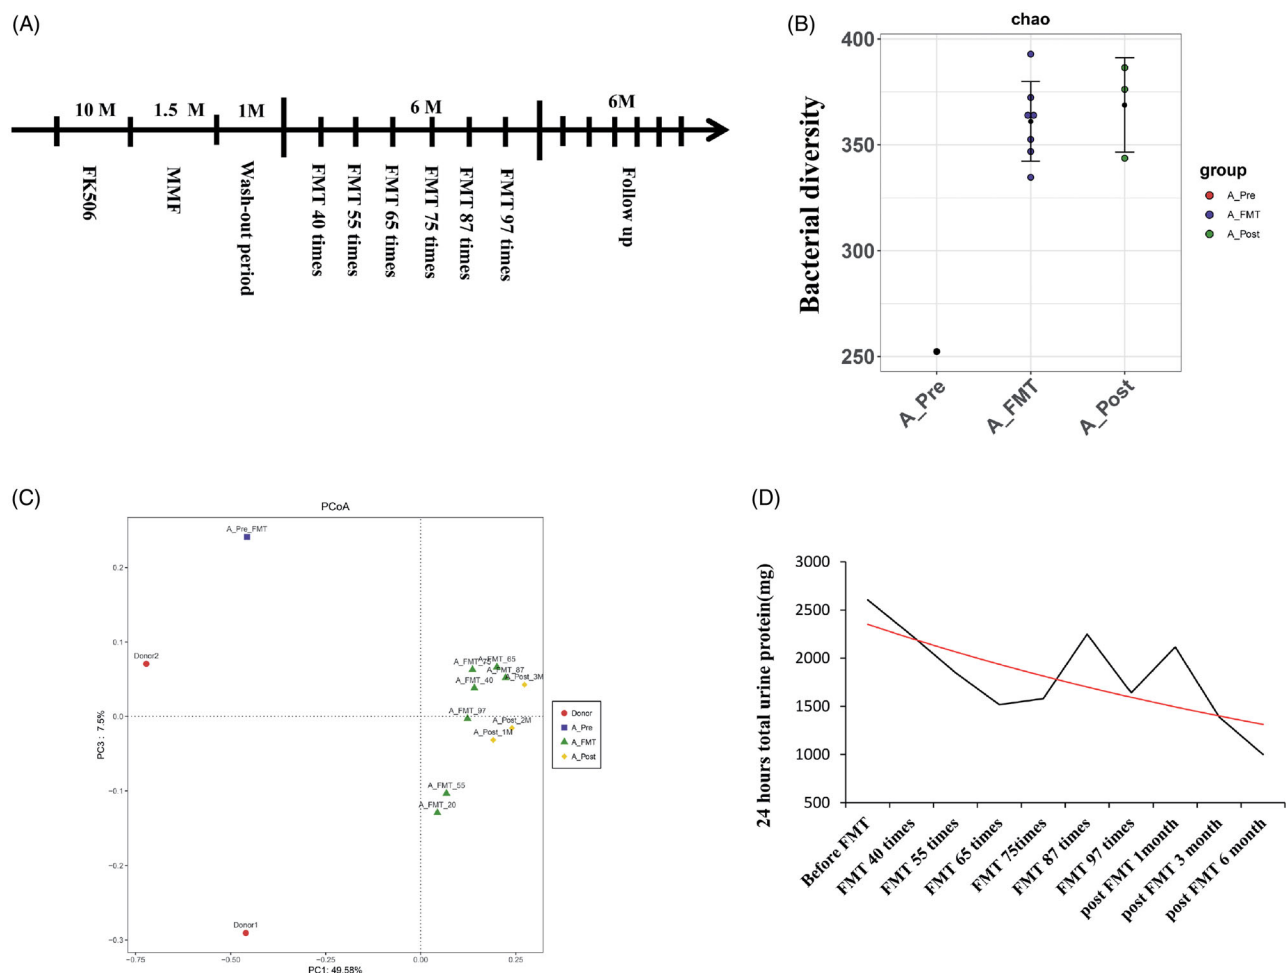 (A)
10 M
1.5 M
1M
6 M
6M
FK506
MMF
Wash-out period
FMT 40 times
FMT 55 times
FMT 65 times
FMT 75 times
FMT 87 times
FMT 97 times
Follow up
(B)
chao
Bacterial diversity
400
350
300
250
A_Pre
A_FMT
A_Post
group
A_Pre
A_FMT
A_Post
(C)
PCoA
A_Pre_FMT
Donor2
A_FMT_75
A_FMT_65
A_FMT_87
A_Post_3M
A_FMT_40
A_FMT_97
A_Post_2M
A_Post_1M
A_FMT_55
A_FMT_20
Donor1
PC3 : 7.5%
0.2
0.1
0.0
−0.1
−0.2
−0.3
−0.75
−0.50
−0.25
0.00
0.25
PC1: 49.58%
Donor
A_Pre
A_FMT
A_Post
(D)
24 hours total urine protein(mg)
3000
2500
2000
1500
1000
500
Before FMT
FMT 40 times
FMT 55 times
FMT 65 times
FMT 75times
FMT 87 times
FMT 97 times
post FMT 1month
post FMT 3 month
post FMT 6 month